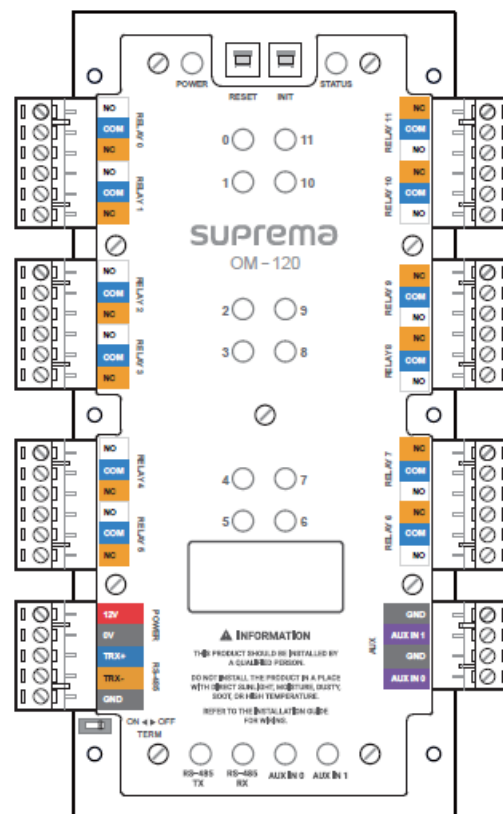 POWER
RESET
INIT
STATUS
NO
COM
NC
RELAY 0
NO
COM
NC
RELAY 1
NC
COM
NO
RELAY 11
NC
COM
NO
RELAY 10
0
11
1
10
suprema
OM-120
NO
COM
NC
RELAY 2
NO
COM
NC
RELAY 3
NC
COM
NO
RELAY 9
NC
COM
NO
RELAY8
2
9
3
8
NO
COM
NC
RELAY 4
NO
COM
NC
RELAY 5
NC
COM
NO
RELAY 7
NC
COM
NO
RELAY 6
4
7
5
6
12V
0V
POWER
TRX+
TRX-
GND
RS-485
GND
AUX IN 1
GND
AUX IN 0
AUX
INFORMATION
THIS PRODUCT SHOULD BE INSTALLED BY
A QUALIFIED PERSON.
DO NOT INSTALL THE PRODUCT IN A PLACE
WITH DIRECT SUNLIGHT, MOISTURE, DUSTY,
SOOT, OR HIGH TEMPERATURE.
REFER TO THE INSTALLATION GUIDE
FOR WIRING.
ON ◄► OFF
TERM
RS-485
TX
RS-485
RX
AUX IN 0
AUX IN 1